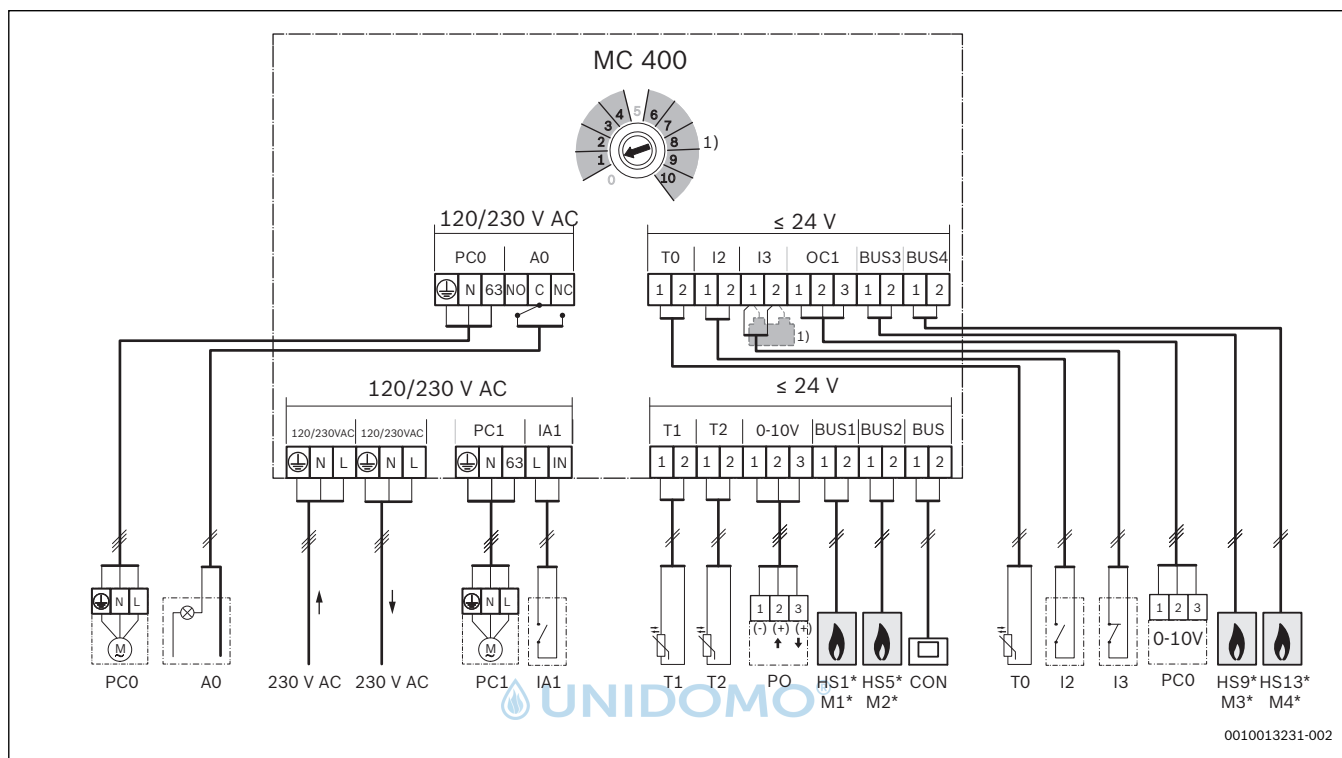 MC 400
4 5 6
3 7
2 8 1)
1 9
0 10
120/230 V AC ≤ 24 V
PC0 A0 T0 I2 I3 OC1 BUS3 BUS4
N 63 NO C NC 1 2 1 2 1 2 1 2 3 1 2 1 2
1)
120/230 V AC ≤ 24 V
120/230VAC 120/230VAC PC1 IA1 T1 T2 0-10V BUS1 BUS2 BUS
N L N L N 63 L IN 1 2 1 2 1 2 3 1 2 1 2 1 2
N L N L 1 2 3 1 2 3
(-) (+) (+) 0-10V
M ~ M ~
PC0 A0 230 V AC 230 V AC PC1 IA1 T1 T2 PO HS1* HS5* CON T0 I2 I3 PC0 HS9* HS13*
M1* M2* M3* M4*
UNIDOMO®
0010013231-002